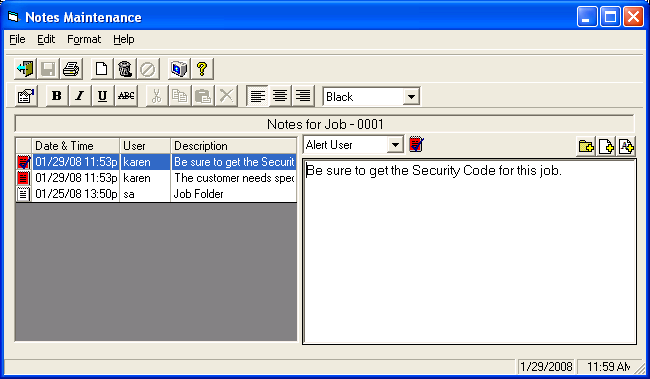 Notes Maintenance
File Edit Format Help
B I U ABC Black
Notes for Job - 0001
Date & Time User Description Alert User
01/29/08 11:53p karen Be sure to get the Securit
01/29/08 11:53p karen The customer needs spec
01/25/08 13:50p sa Job Folder
Be sure to get the Security Code for this job.
1/29/2008 11:59 AM